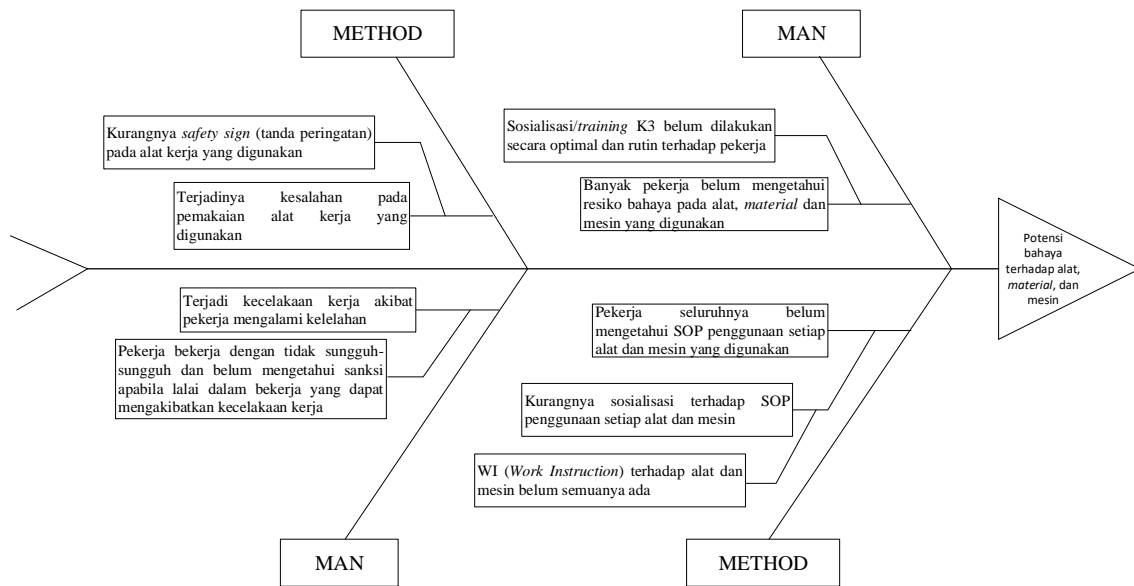 METHOD
MAN
Kurangnya safety sign (tanda peringatan)
pada alat kerja yang digunakan
Terjadinya kesalahan pada
pemakaian alat kerja yang
digunakan
Sosialisasi/training K3 belum dilakukan
secara optimal dan rutin terhadap pekerja
Banyak pekerja belum mengetahui
resiko bahaya pada alat, material dan
mesin yang digunakan
Potensi
bahaya
terhadap alat,
material, dan
mesin
Terjadi kecelakaan kerja akibat
pekerja mengalami kelelahan
Pekerja bekerja dengan tidak sungguh-
sungguh dan belum mengetahui sanksi
apabila lalai dalam bekerja yang dapat
mengakibatkan kecelakaan kerja
Pekerja seluruhnya belum
mengetahui SOP penggunaan setiap
alat dan mesin yang digunakan
Kurangnya sosialisasi terhadap SOP
penggunaan setiap alat dan mesin
WI (Work Instruction) terhadap alat dan
mesin belum semuanya ada
MAN
METHOD